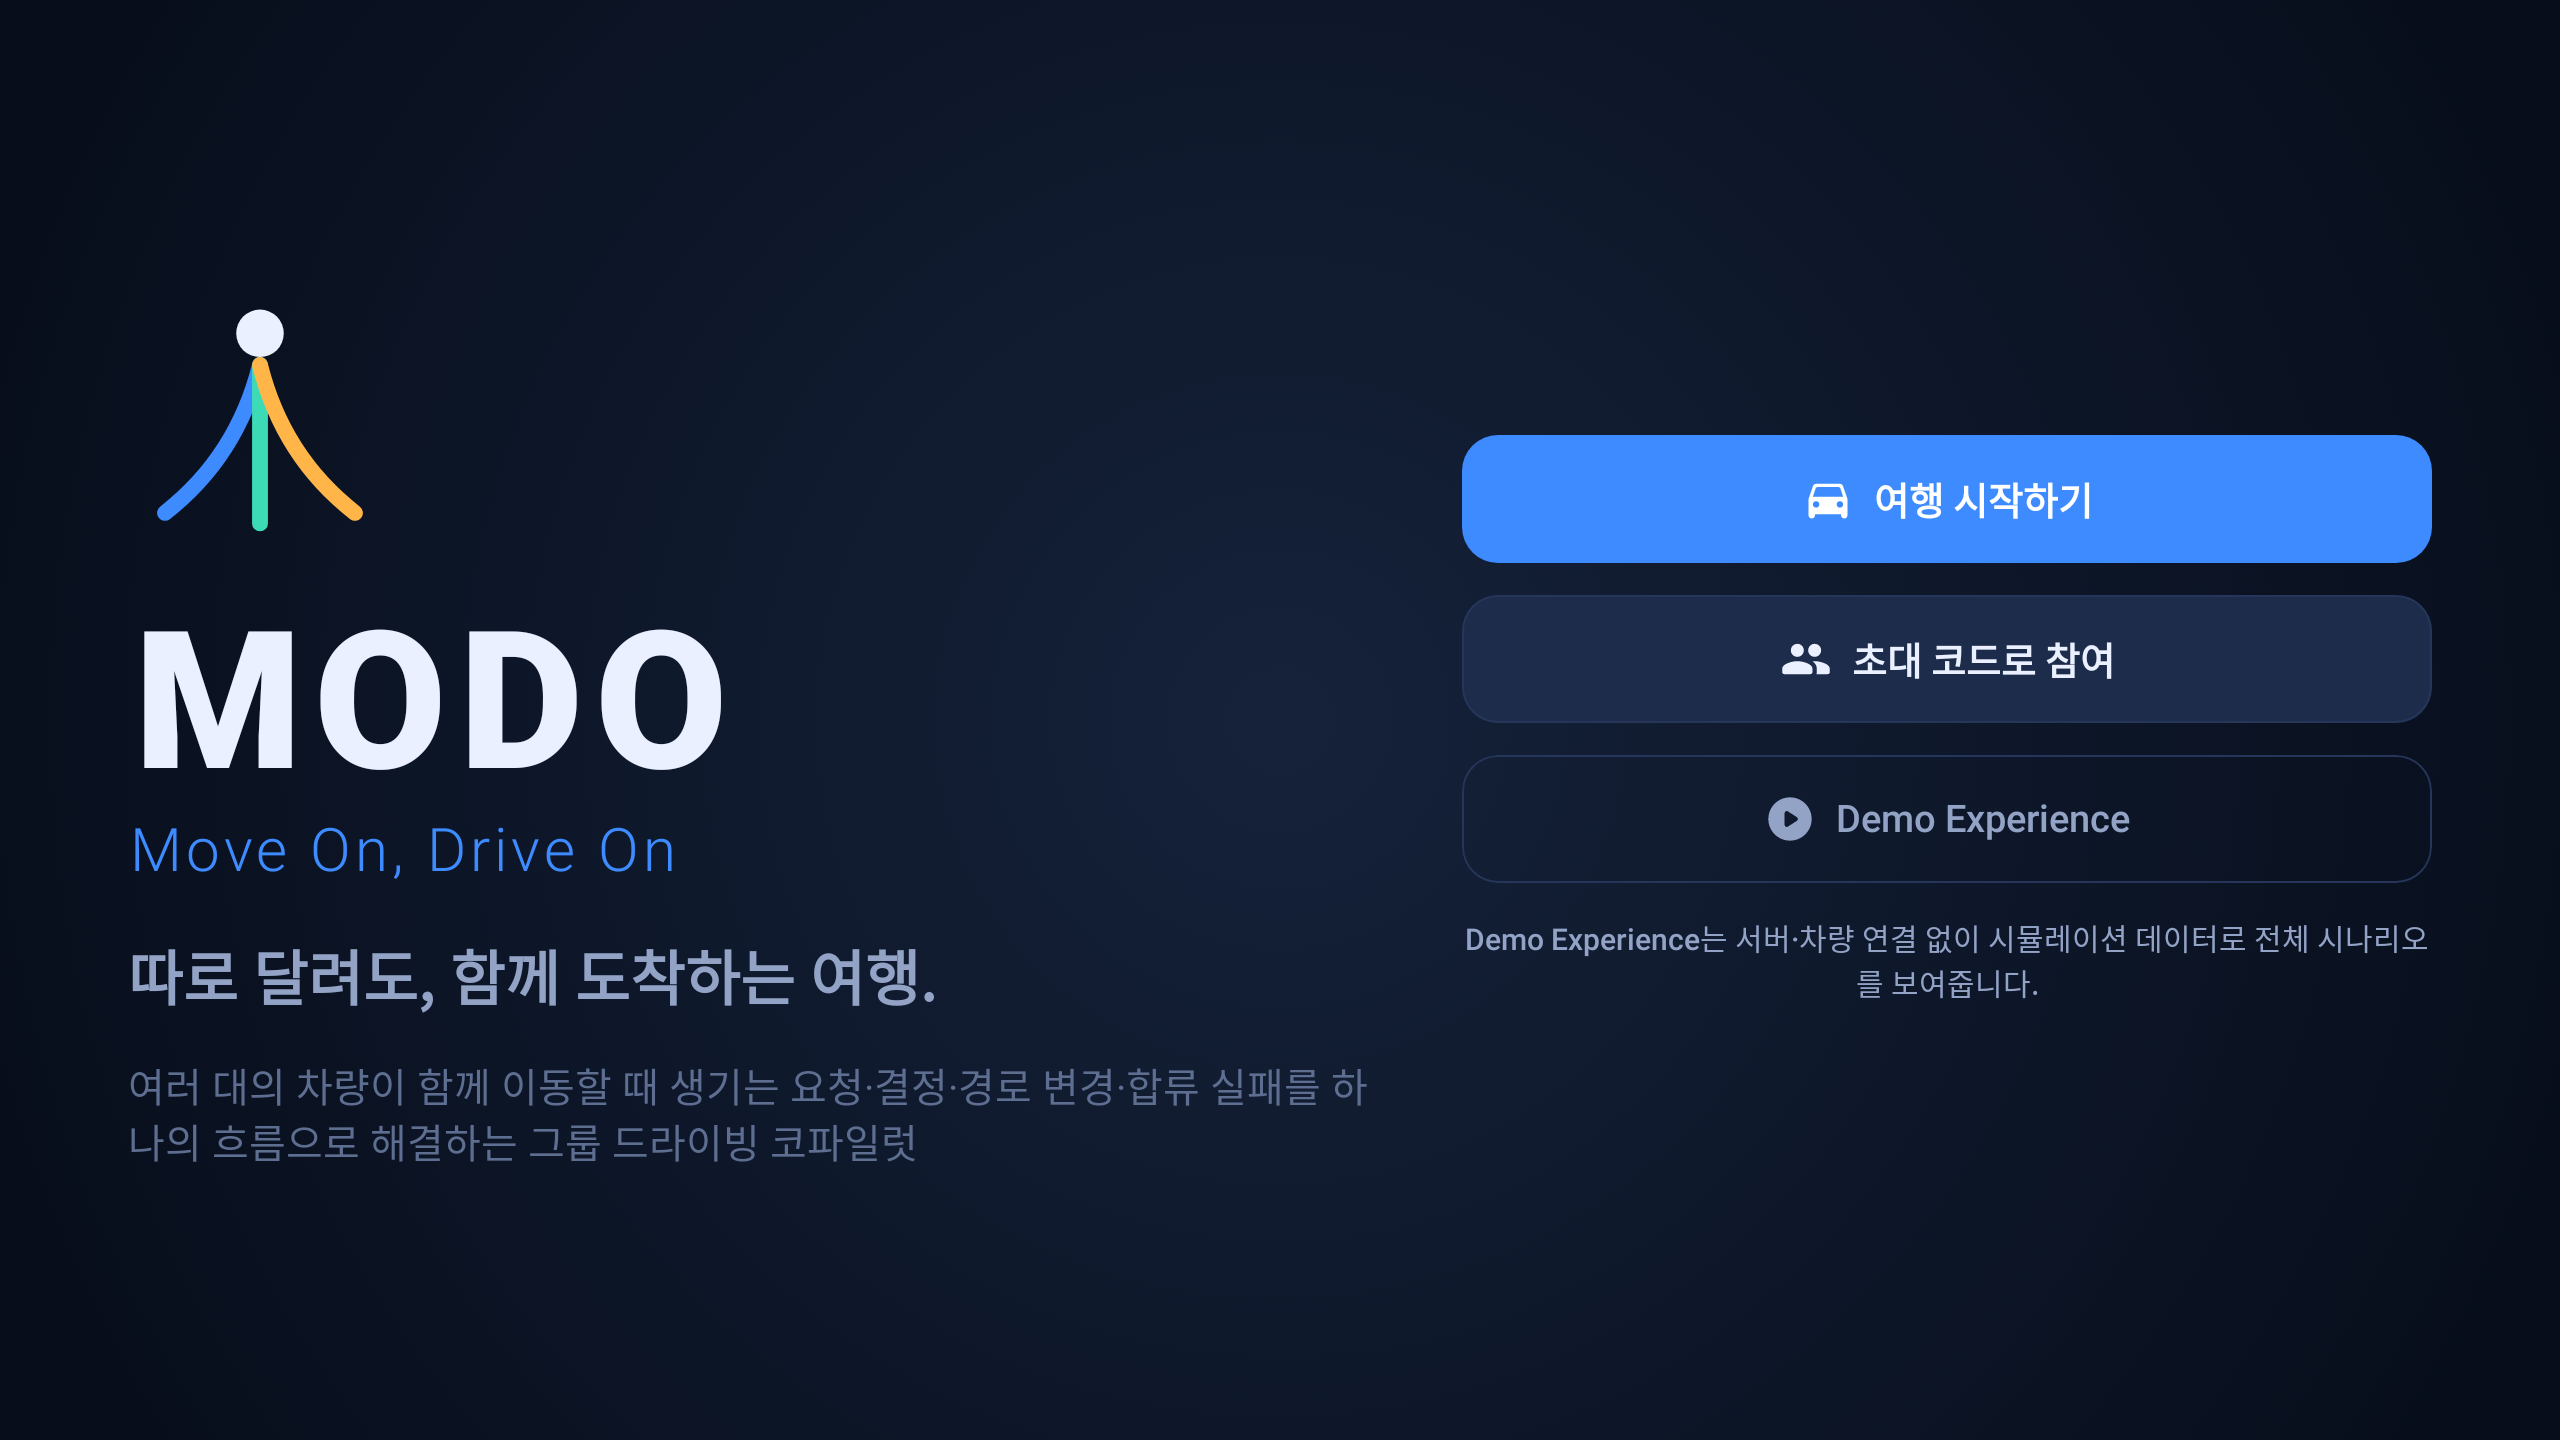 MODO
Move On, Drive On
따로 달려도, 함께 도착하는 여행.
여러 대의 차량이 함께 이동할 때 생기는 요청·결정·경로 변경·합류 실패를 하
나의 흐름으로 해결하는 그룹 드라이빙 코파일럿
여행 시작하기
초대 코드로 참여
Demo Experience
Demo Experience는 서버·차량 연결 없이 시뮬레이션 데이터로 전체 시나리오
를 보여줍니다.